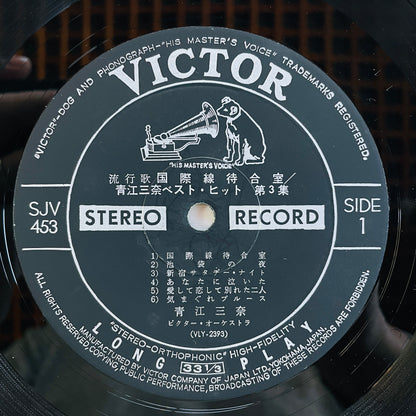 "VICTOR"-DOG AND PHONOGRAPH-"HIS MASTER'S VOICE" TRADEMARKS REGISTERED.
VICTOR
"HIS MASTER'S VOICE"
流行歌 国際線待合室/
青江三奈ベスト・ヒット 第3集
SJV
453
STEREO
RECORD
SIDE
1
1) 国際線待合室
2) 池袋の夜
3) 新宿サタデー・ナイト
4) あなたに泣いた
5) 愛して恋して別れた二人
6) 気まぐれブルース
青江三奈
ビクター・オーケストラ
(VLY-2393)
LONG 33 1/3 PLAY
"STEREO-ORTHOPHONIC" HIGH-FIDELITY
MANUFACTURED BY VICTOR COMPANY OF JAPAN LTD. YOKOHAMA, JAPAN.
ALL RIGHTS RESERVED, COPYING, PUBLIC PERFORMANCE, BROADCASTING OF THESE RECORDS ARE FORBIDDEN.